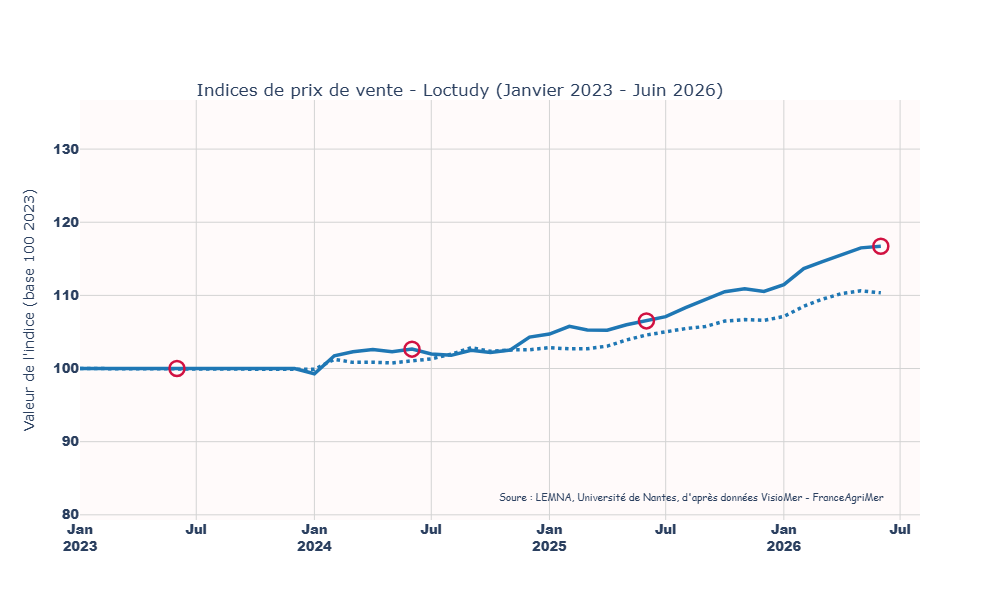 Indices de prix de vente - Loctudy (Janvier 2023 - Juin 2026)
Valeur de l'indice (base 100 2023)
130
120
110
100
90
80
Soure : LEMNA, Université de Nantes, d'après données VisioMer - FranceAgriMer
Jan Jul Jan Jul Jan Jul Jan Jul
2023 2024 2025 2026